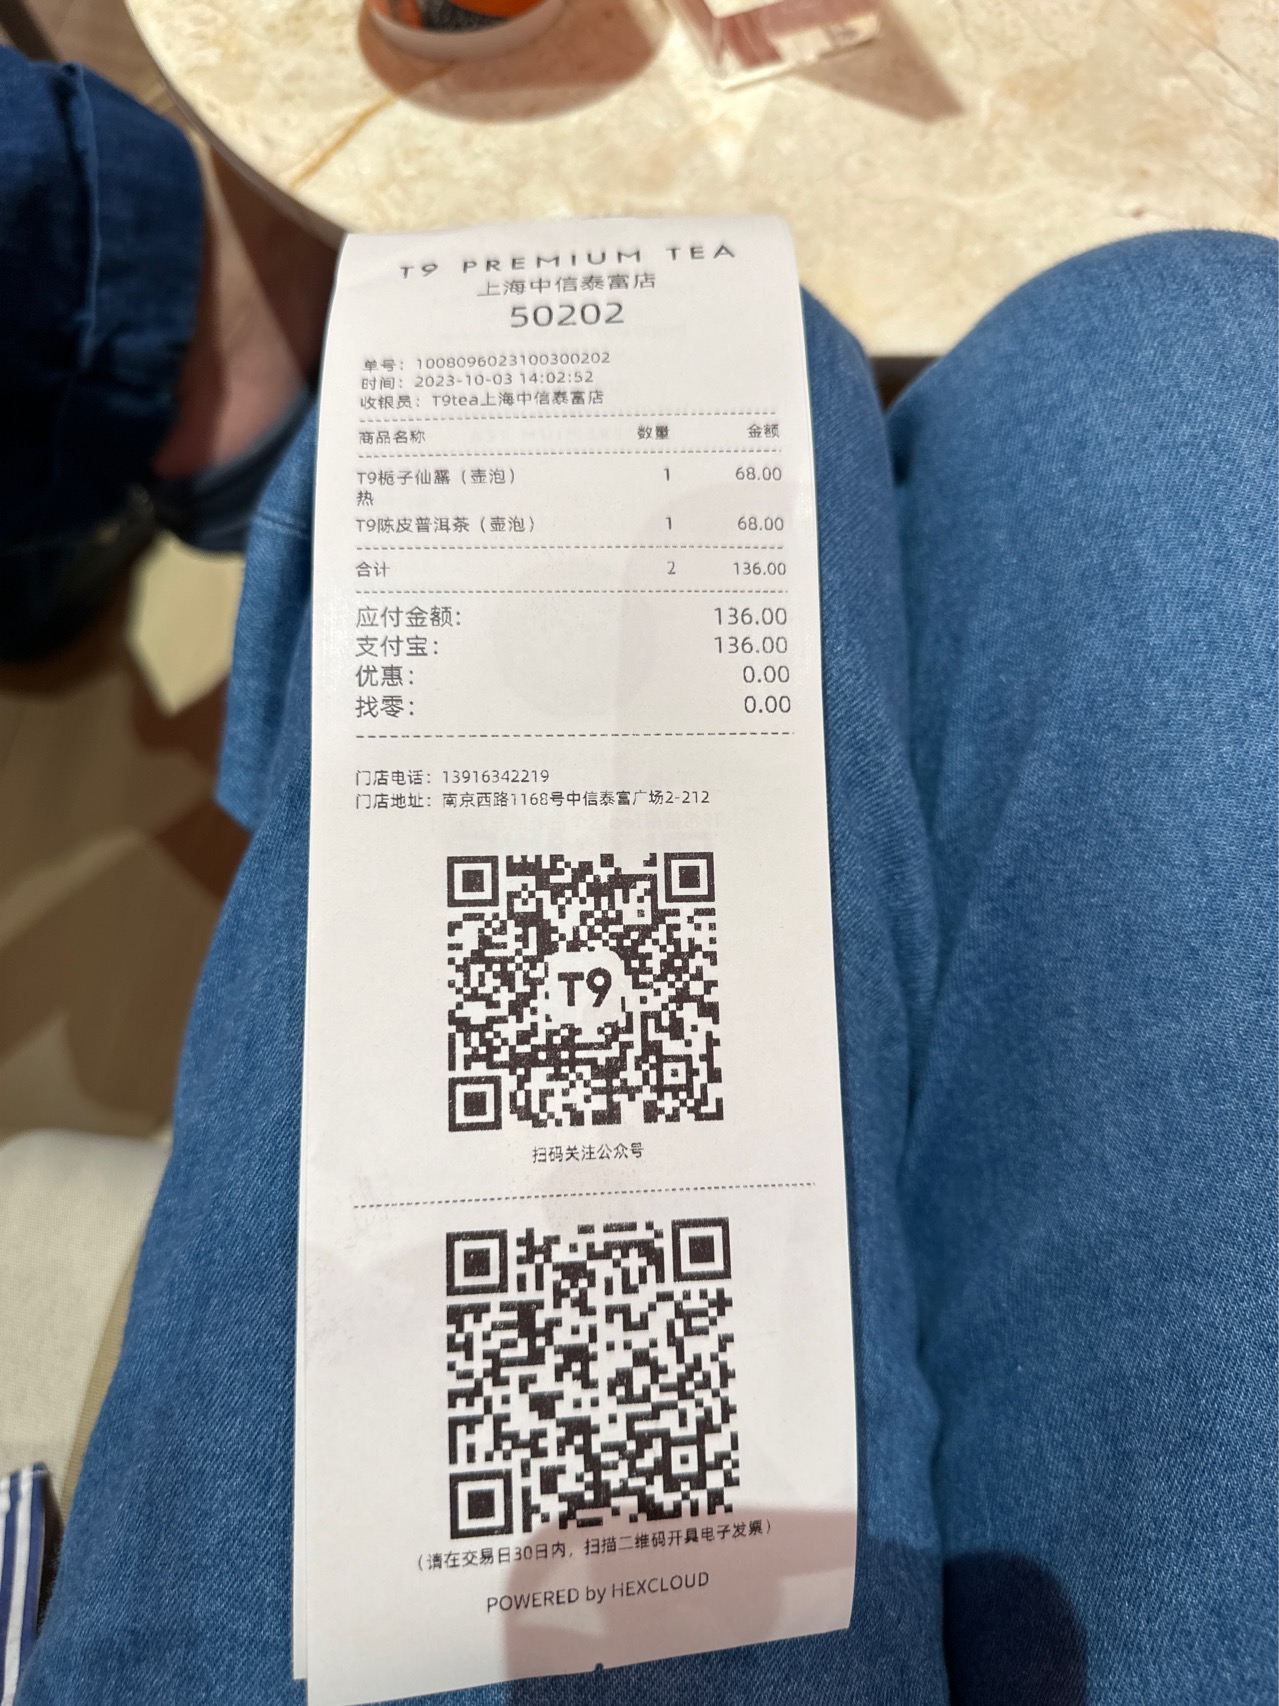 T9 PREMIUM TEA
上海中信泰富店
50202
单号：1008096023100300202
时间：2023-10-03 14:02:52
收银员：T9tea上海中信泰富店
商品名称 数量 金额
T9栀子仙露（壶泡） 1 68.00
热
T9陈皮普洱茶（壶泡） 1 68.00
合计 2 136.00
应付金额： 136.00
支付宝： 136.00
优惠： 0.00
找零： 0.00
门店电话：13916342219
门店地址：南京西路1168号中信泰富广场2-212
T9
扫码关注公众号
（请在交易日30日内，扫描二维码开具电子发票）
POWERED by HEXCLOUD